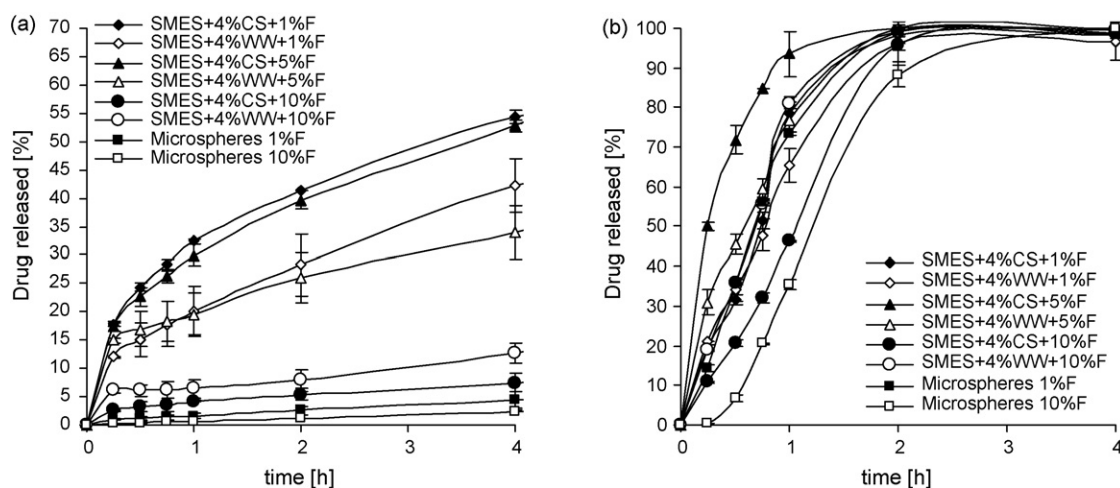 (a)
Drug released [%]
70
65
60
55
50
45
40
35
30
25
20
15
10
5
0
SMES+4%CS+1%F
SMES+4%WW+1%F
SMES+4%CS+5%F
SMES+4%WW+5%F
SMES+4%CS+10%F
SMES+4%WW+10%F
Microspheres 1%F
Microspheres 10%F
0 1 2 3 4
time [h]
(b)
Drug released [%]
100
90
80
70
60
50
40
30
20
10
0
SMES+4%CS+1%F
SMES+4%WW+1%F
SMES+4%CS+5%F
SMES+4%WW+5%F
SMES+4%CS+10%F
SMES+4%WW+10%F
Microspheres 1%F
Microspheres 10%F
0 1 2 3 4
time [h]